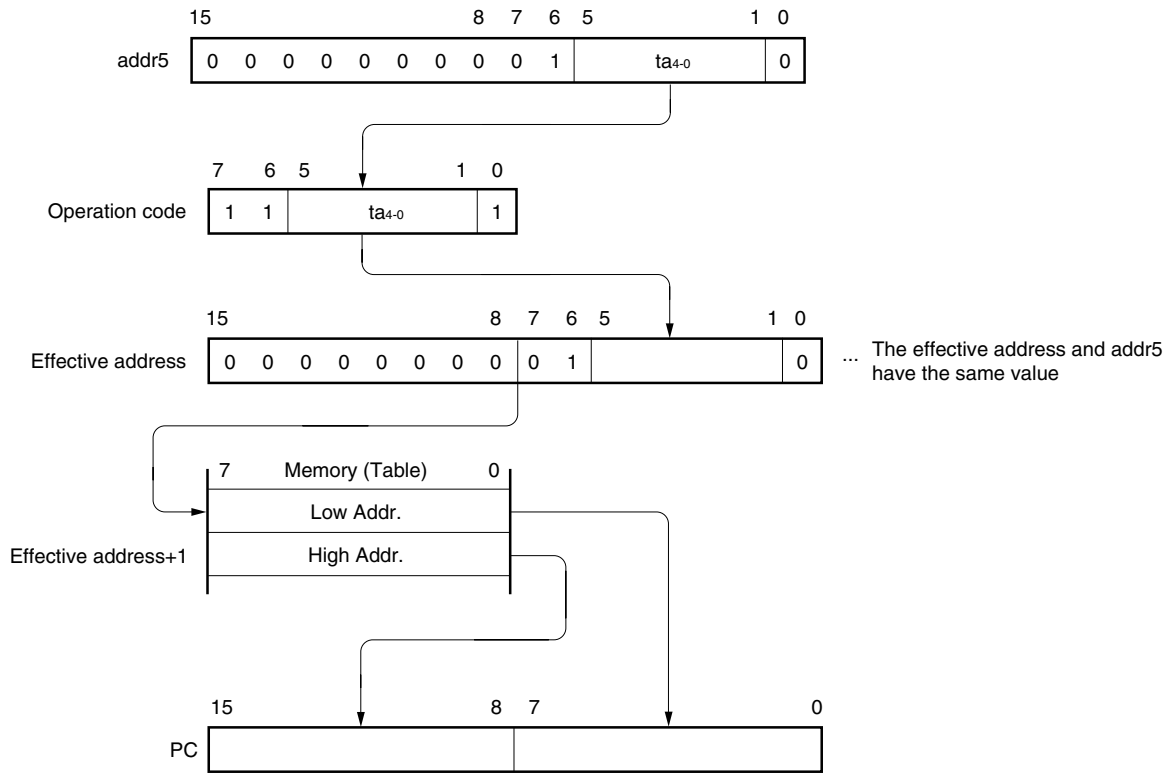 15 8 7 6 5 1 0
addr5 0 0 0 0 0 0 0 0 0 1 ta4-0 0
7 6 5 1 0
Operation code 1 1 ta4-0 1
15 8 7 6 5 1 0
Effective address 0 0 0 0 0 0 0 0 0 1 0 ... The effective address and addr5
have the same value
7 Memory (Table) 0
Low Addr.
Effective address+1 High Addr.
15 8 7 0
PC